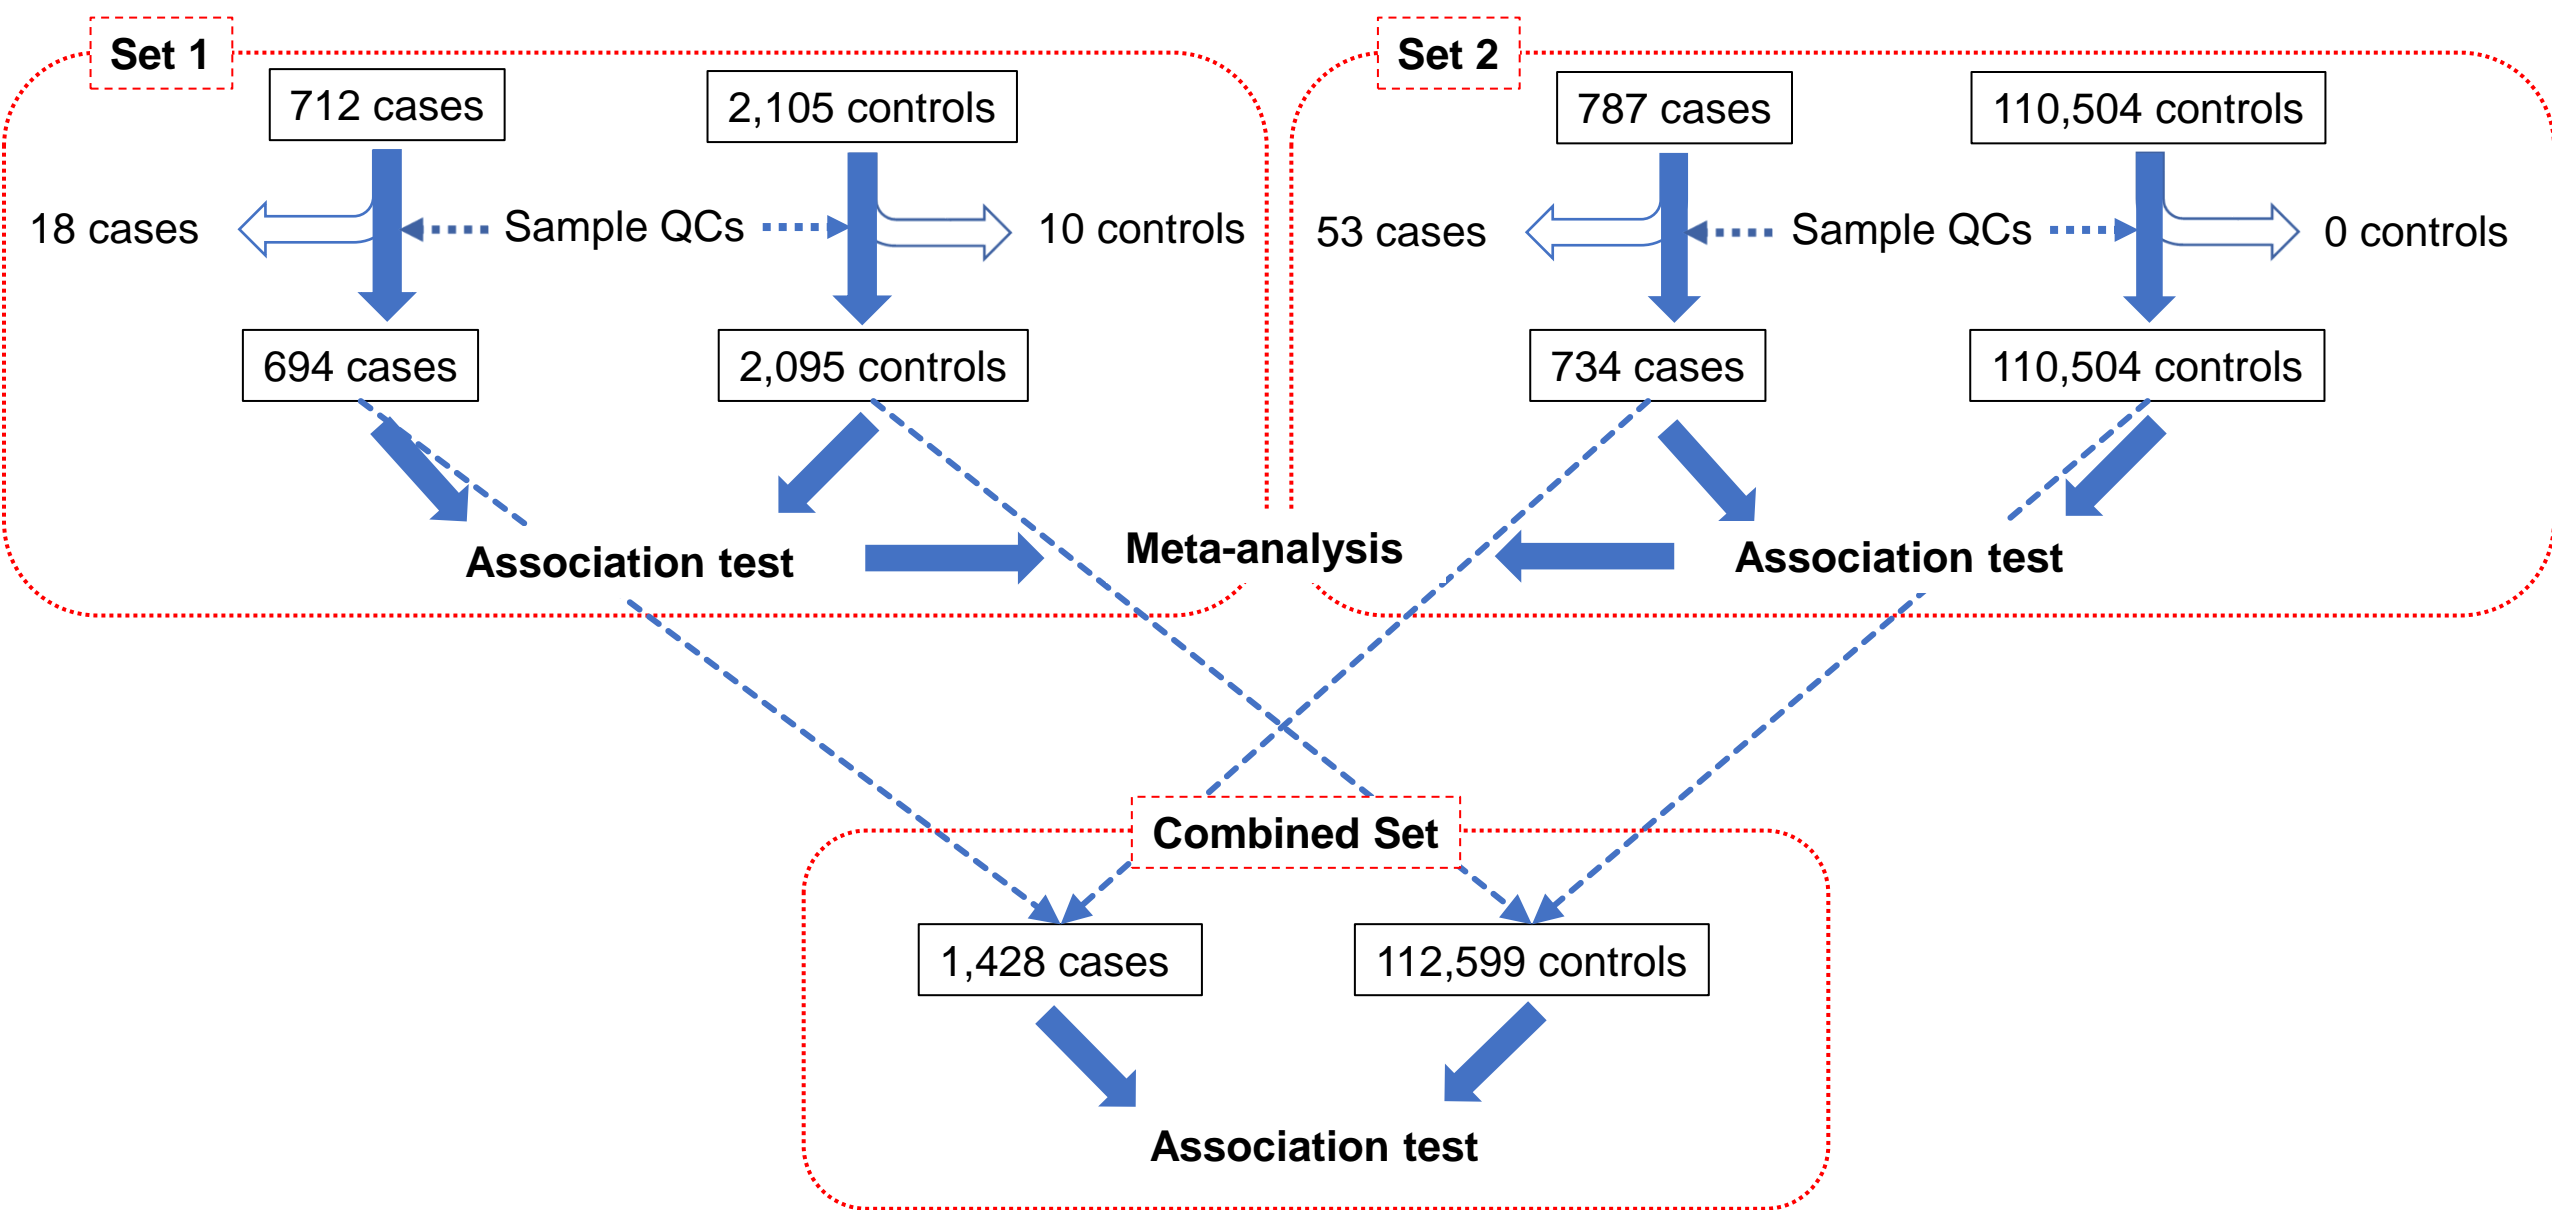 Set 1
712 cases
2,105 controls
18 cases
Sample QCs
10 controls
694 cases
2,095 controls
Association test
Set 2
787 cases
110,504 controls
53 cases
Sample QCs
0 controls
734 cases
110,504 controls
Association test
Meta-analysis
Combined Set
1,428 cases
112,599 controls
Association test